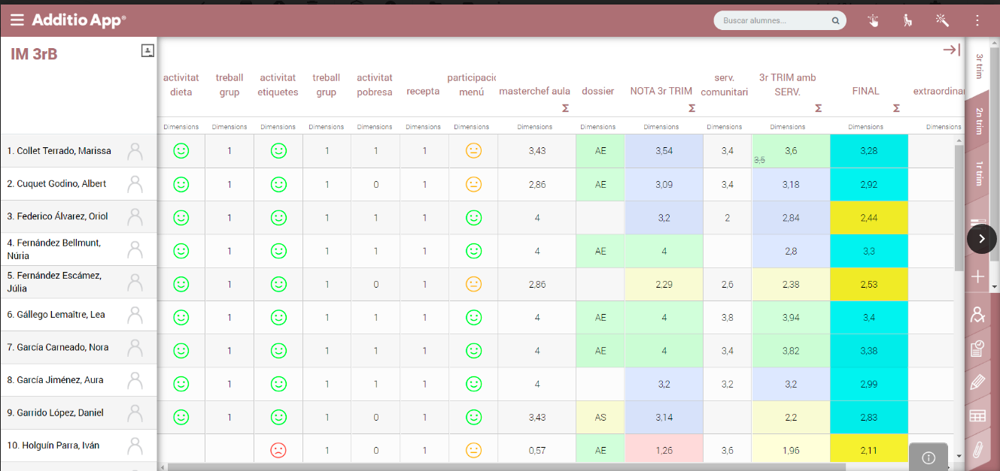 Additio App®
Buscar alumnes...
IM 3rB
activitat dieta
treball grup
activitat etiquetes
treball grup
activitat pobresa
recepta
participació menú
masterchef aula Σ
dossier
NOTA 3r TRIM Σ
serv. comunitari
3r TRIM amb SERV. Σ
FINAL Σ
extraordinar
3r trim
2n trim
1r trim
Dimensions Dimensions Dimensions Dimensions Dimensions Dimensions Dimensions Dimensions Dimensions Dimensions Dimensions Dimensions Dimensions Dimensions
1. Collet Terrado, Marissa 1 1 1 1 3,43 AE 3,54 3,4 3,6 3,5 3,28
2. Cuquet Godino, Albert 1 1 0 1 2,86 AE 3,09 3,4 3,18 2,92
3. Federico Álvarez, Oriol 1 1 1 1 4 3,2 2 2,84 2,44
4. Fernández Bellmunt, Núria 1 1 1 1 4 AE 4 2,8 3,3
5. Fernández Escámez, Júlia 1 1 0 1 2,86 2,29 2,6 2,38 2,53
6. Gállego Lemaître, Lea 1 1 1 1 4 AE 4 3,8 3,94 3,4
7. García Carneado, Nora 1 1 1 1 4 AE 4 3,4 3,82 3,38
8. García Jiménez, Aura 1 1 1 1 4 3,2 3,2 3,2 2,99
9. Garrido López, Daniel 1 1 0 1 3,43 AS 3,14 2,2 2,83
10. Holguín Parra, Iván 1 0 1 0,57 AE 1,26 3,6 1,96 2,11